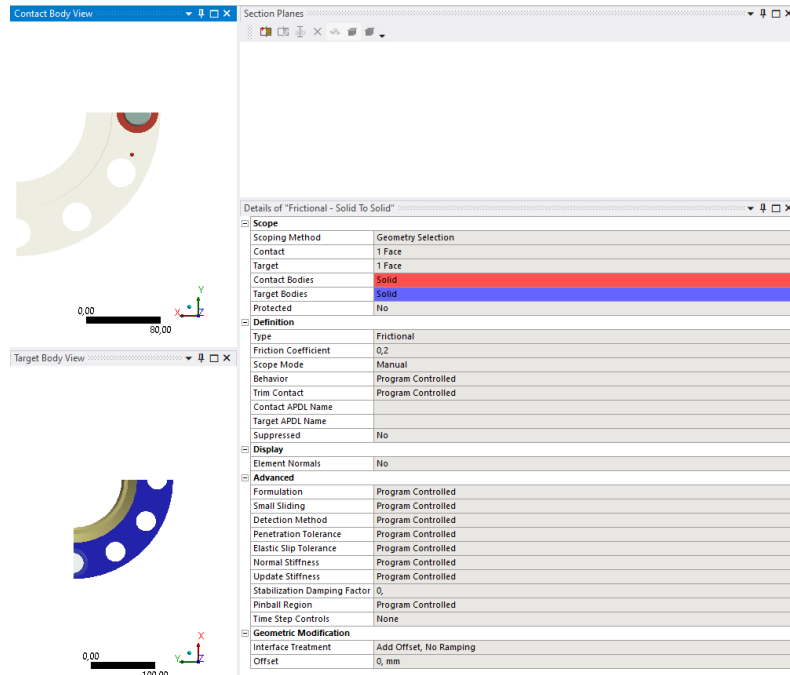 Contact Body View
0,00
80,00
X
Y
Z
Target Body View
0,00
100,00
X
Y
Z
Section Planes
Details of "Frictional - Solid To Solid"
Scope
Scoping Method Geometry Selection
Contact 1 Face
Target 1 Face
Contact Bodies Solid
Target Bodies Solid
Protected No
Definition
Type Frictional
Friction Coefficient 0,2
Scope Mode Manual
Behavior Program Controlled
Trim Contact Program Controlled
Contact APDL Name
Target APDL Name
Suppressed No
Display
Element Normals No
Advanced
Formulation Program Controlled
Small Sliding Program Controlled
Detection Method Program Controlled
Penetration Tolerance Program Controlled
Elastic Slip Tolerance Program Controlled
Normal Stiffness Program Controlled
Update Stiffness Program Controlled
Stabilization Damping Factor 0,
Pinball Region Program Controlled
Time Step Controls None
Geometric Modification
Interface Treatment Add Offset, No Ramping
Offset 0, mm